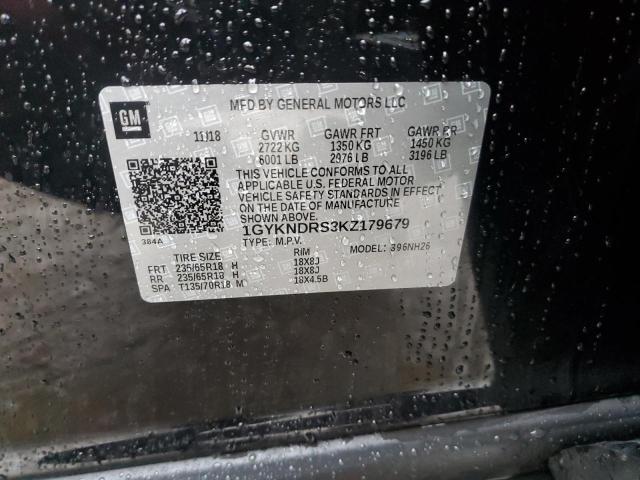 GM
MFD BY GENERAL MOTORS LLC
11/18 GVWR GAWR FRT GAWR RR
2722 KG 1350 KG 1450 KG
6001 LB 2976 LB 3196 LB
THIS VEHICLE CONFORMS TO ALL
APPLICABLE U.S. FEDERAL MOTOR
VEHICLE SAFETY STANDARDS IN EFFECT
ON THE DATE OF MANUFACTURE
SHOWN ABOVE.
384A 1GYKNDRS3KZ179679
TYPE: M.P.V. MODEL: 396NH26
TIRE SIZE RIM
FRT 235/65R18 H 18X8J
RR 235/65R18 H 18X8J
SPA T135/70R18 M 18X4.5B